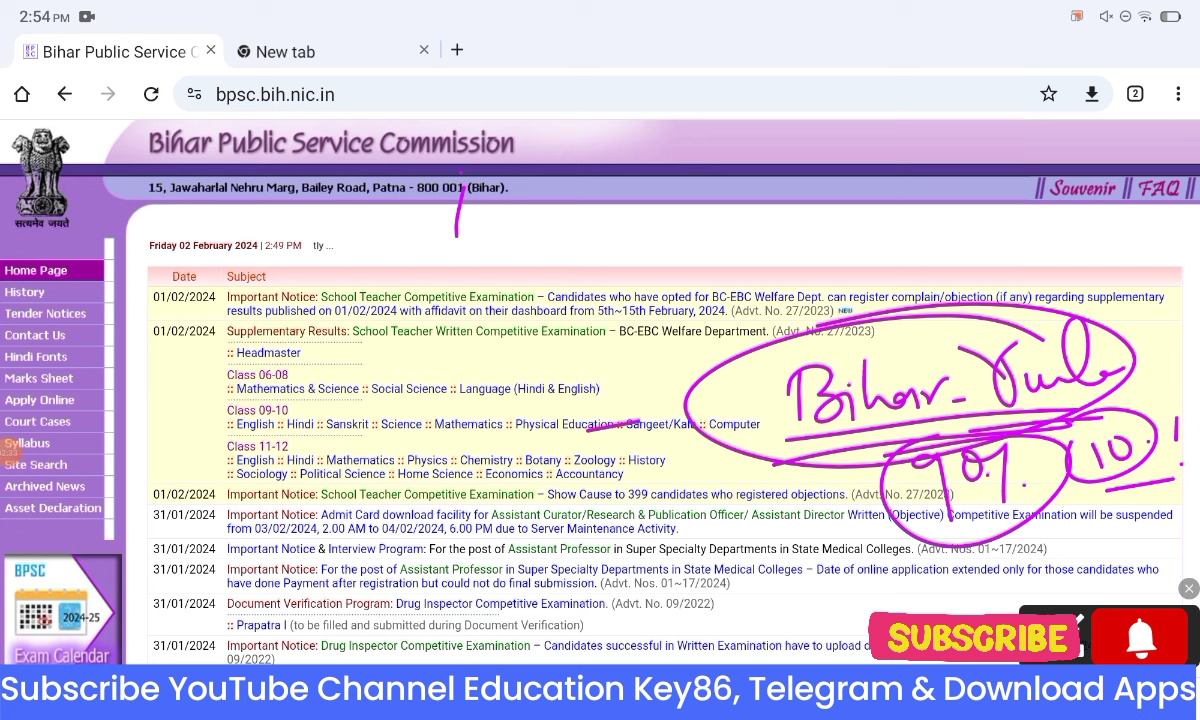 2:54 PM
Bihar Public Service C
New tab
bpsc.bih.nic.in
2
Bihar Public Service Commission
15, Jawaharlal Nehru Marg, Bailey Road, Patna - 800 001 (Bihar).
|| Souvenir || FAQ ||
सत्यमेव जयते
Friday 02 February 2024 | 2:49 PM tly ...
Home Page
History
Tender Notices
Contact Us
Hindi Fonts
Marks Sheet
Apply Online
Court Cases
Syllabus
Site Search
Archived News
Asset Declaration
BPSC
2024-25
Exam Calendar
Date Subject
01/02/2024 Important Notice: School Teacher Competitive Examination – Candidates who have opted for BC-EBC Welfare Dept. can register complain/objection (if any) regarding supplementary
results published on 01/02/2024 with affidavit on their dashboard from 5th~15th February, 2024. (Advt. No. 27/2023) NEW
01/02/2024 Supplementary Results: School Teacher Written Competitive Examination – BC-EBC Welfare Department. (Advt. No. 27/2023)
:: Headmaster
Class 06-08
:: Mathematics & Science :: Social Science :: Language (Hindi & English)
Class 09-10
:: English :: Hindi :: Sanskrit :: Science :: Mathematics :: Physical Education :: Sangeet/Kala :: Computer
Class 11-12
:: English :: Hindi :: Mathematics :: Physics :: Chemistry :: Botany :: Zoology :: History
:: Sociology :: Political Science :: Home Science :: Economics :: Accountancy
01/02/2024 Important Notice: School Teacher Competitive Examination – Show Cause to 399 candidates who registered objections. (Advt. No. 27/2023)
31/01/2024 Important Notice: Admit Card download facility for Assistant Curator/Research & Publication Officer/ Assistant Director Written (Objective) Competitive Examination will be suspended
from 03/02/2024, 2.00 AM to 04/02/2024, 6.00 PM due to Server Maintenance Activity.
31/01/2024 Important Notice & Interview Program: For the post of Assistant Professor in Super Specialty Departments in State Medical Colleges. (Advt. Nos. 01~17/2024)
31/01/2024 Important Notice: For the post of Assistant Professor in Super Specialty Departments in State Medical Colleges – Date of online application extended only for those candidates who
have done Payment after registration but could not do final submission. (Advt. Nos. 01~17/2024)
31/01/2024 Document Verification Program: Drug Inspector Competitive Examination. (Advt. No. 09/2022)
:: Prapatra I (to be filled and submitted during Document Verification)
31/01/2024 Important Notice: Drug Inspector Competitive Examination – Candidates successful in Written Examination have to upload d
09/2022)
Bihar
90%
10
SUBSCRIBE
Subscribe YouTube Channel Education Key86, Telegram & Download Apps